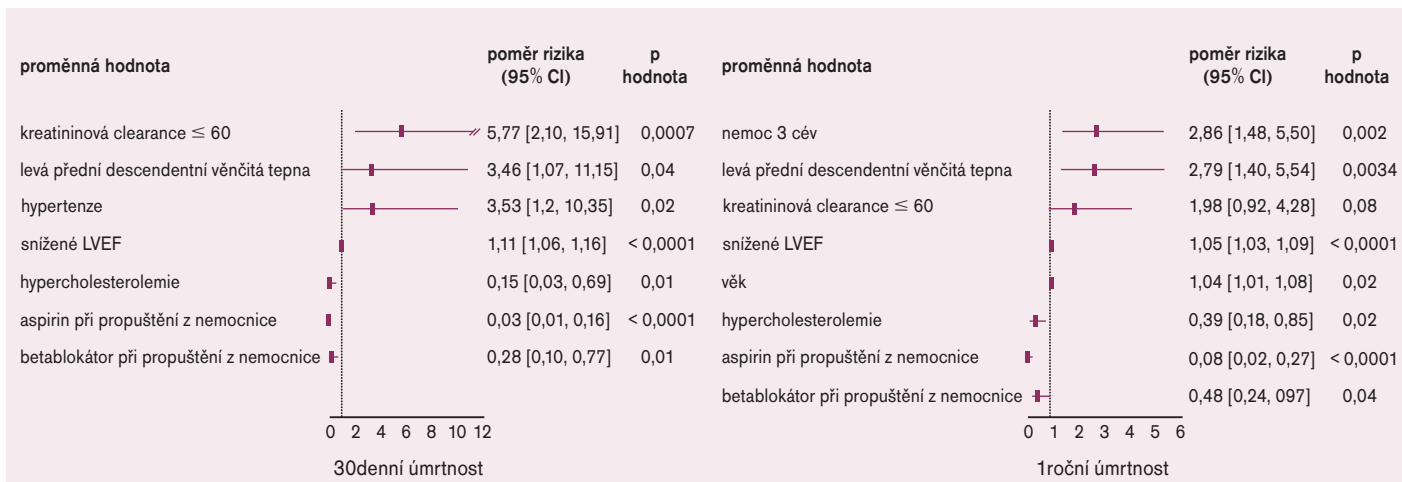 proměnná hodnota poměr rizika (95% CI) p hodnota
kreatininová clearance ≤ 60 5,77 [2,10, 15,91] 0,0007
levá přední descendentní věnčitá tepna 3,46 [1,07, 11,15] 0,04
hypertenze 3,53 [1,2, 10,35] 0,02
snížené LVEF 1,11 [1,06, 1,16] < 0,0001
hypercholesterolemie 0,15 [0,03, 0,69] 0,01
aspirin při propuštění z nemocnice 0,03 [0,01, 0,16] < 0,0001
betablokátor při propuštění z nemocnice 0,28 [0,10, 0,77] 0,01
0 2 4 6 8 10 12
30denní úmrtnost
proměnná hodnota poměr rizika (95% CI) p hodnota
nemoc 3 cév 2,86 [1,48, 5,50] 0,002
levá přední descendentní věnčitá tepna 2,79 [1,40, 5,54] 0,0034
kreatininová clearance ≤ 60 1,98 [0,92, 4,28] 0,08
snížené LVEF 1,05 [1,03, 1,09] < 0,0001
věk 1,04 [1,01, 1,08] 0,02
hypercholesterolemie 0,39 [0,18, 0,85] 0,02
aspirin při propuštění z nemocnice 0,08 [0,02, 0,27] < 0,0001
betablokátor při propuštění z nemocnice 0,48 [0,24, 097] 0,04
0 1 2 3 4 5 6
1roční úmrtnost